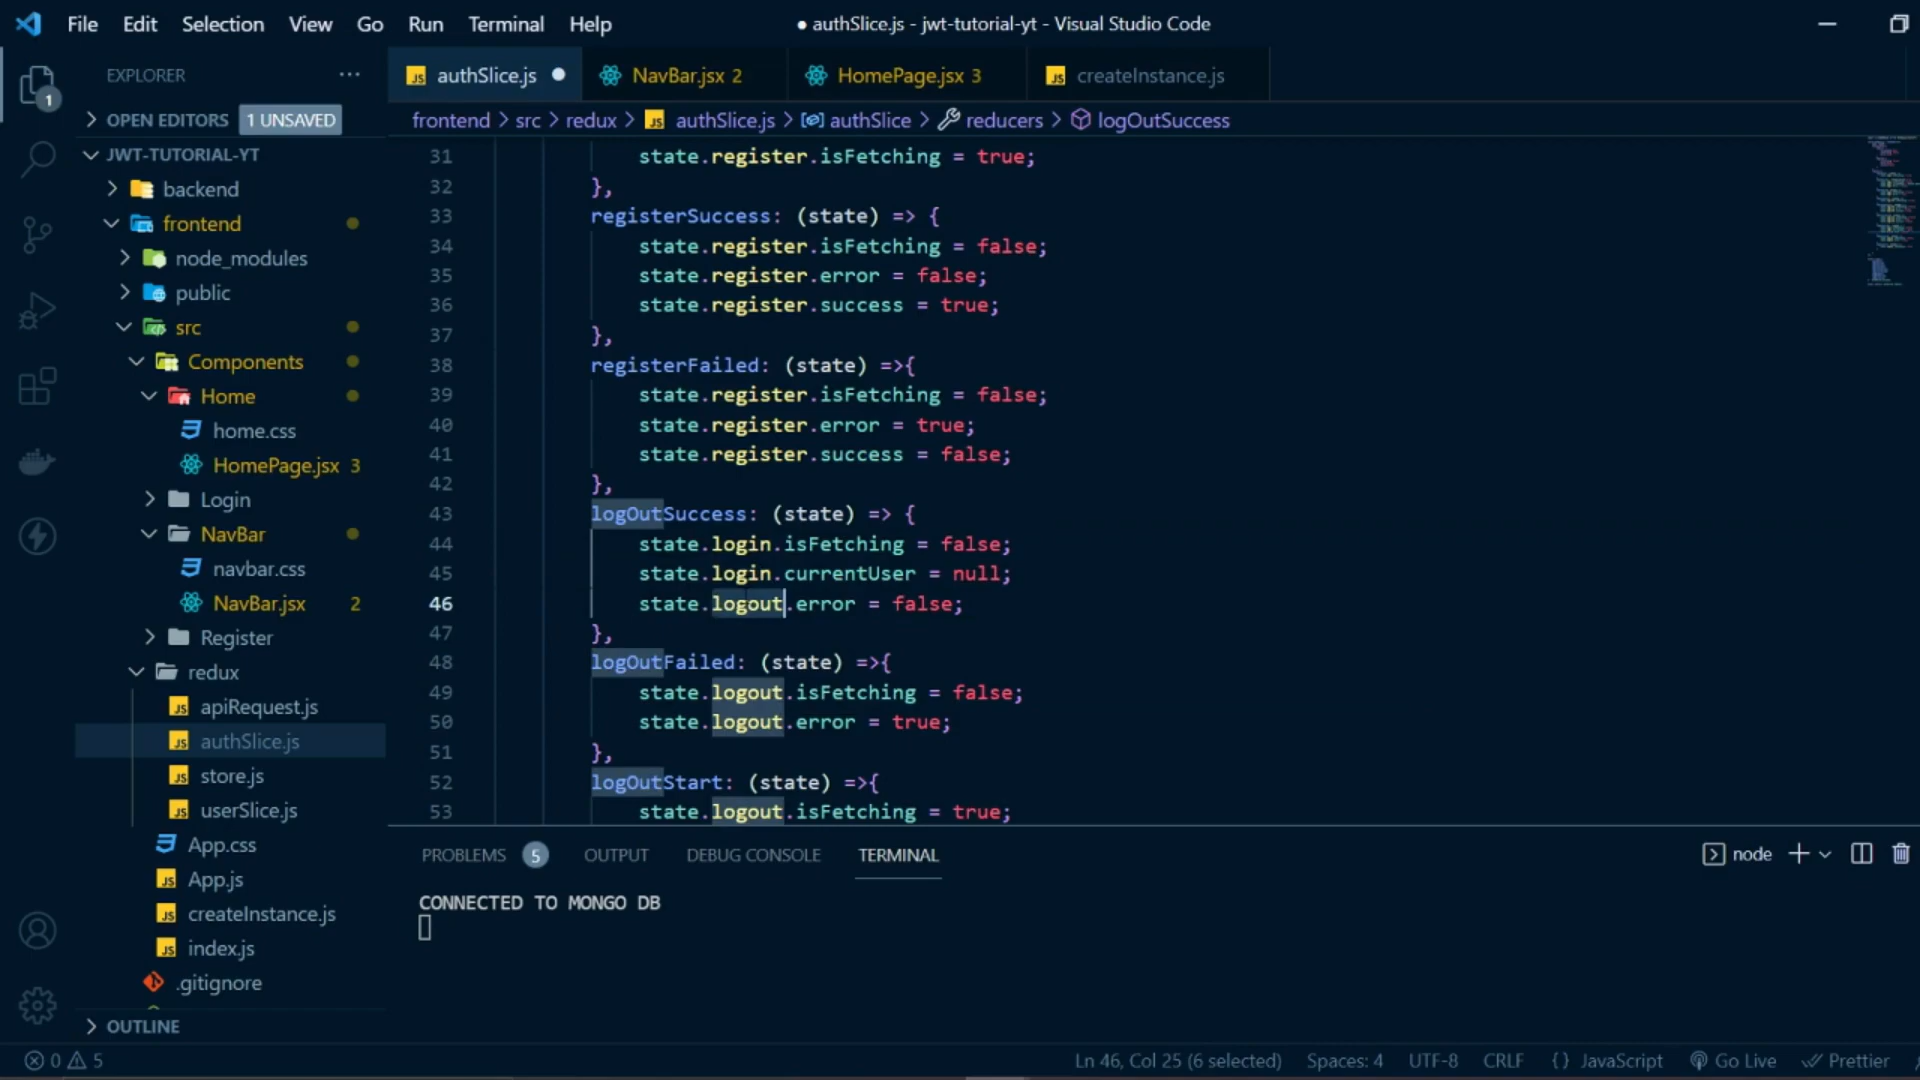 File Edit Selection View Go Run Terminal Help
● authSlice.js - jwt-tutorial-yt - Visual Studio Code
EXPLORER ...
OPEN EDITORS 1 UNSAVED
JWT-TUTORIAL-YT
backend
frontend
node_modules
public
src
Components
Home
home.css
HomePage.jsx 3
Login
NavBar
navbar.css
NavBar.jsx 2
Register
redux
apiRequest.js
authSlice.js
store.js
userSlice.js
App.css
App.js
createInstance.js
index.js
.gitignore
OUTLINE
1
JS authSlice.js ● NavBar.jsx 2 HomePage.jsx 3 JS createInstance.js
frontend > src > redux > JS authSlice.js > authSlice > reducers > logOutSuccess
31 state.register.isFetching = true;
32 },
33 registerSuccess: (state) => {
34 state.register.isFetching = false;
35 state.register.error = false;
36 state.register.success = true;
37 },
38 registerFailed: (state) =>{
39 state.register.isFetching = false;
40 state.register.error = true;
41 state.register.success = false;
42 },
43 logOutSuccess: (state) => {
44 state.login.isFetching = false;
45 state.login.currentUser = null;
46 state.logout.error = false;
47 },
48 logOutFailed: (state) =>{
49 state.logout.isFetching = false;
50 state.logout.error = true;
51 },
52 logOutStart: (state) =>{
53 state.logout.isFetching = true;
PROBLEMS 5 OUTPUT DEBUG CONSOLE TERMINAL node
CONNECTED TO MONGO DB
0 5 Ln 46, Col 25 (6 selected) Spaces: 4 UTF-8 CRLF {} JavaScript Go Live Prettier